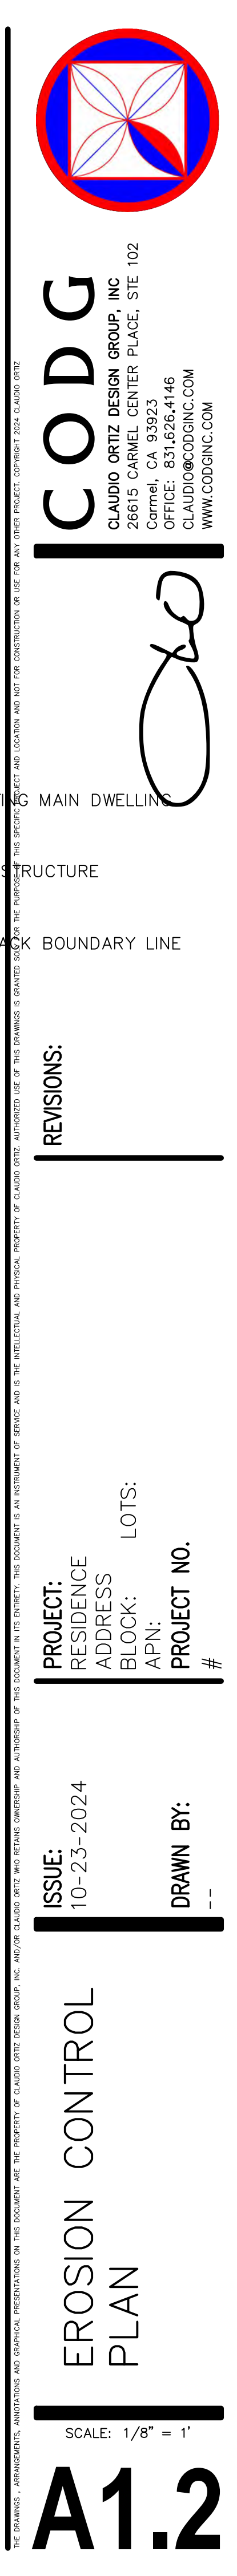 CODG
CLAUDIO ORTIZ DESIGN GROUP, INC
26615 CARMEL CENTER PLACE, STE 102
Carmel, CA 93923
OFFICE: 831.626.4146
CLAUDIO@CODGINC.COM
WWW.CODGINC.COM
TING MAIN DWELLING
STRUCTURE
ACK BOUNDARY LINE
REVISIONS:
PROJECT:
RESIDENCE
ADDRESS
BLOCK: LOTS:
APN:
PROJECT NO.
#
ISSUE:
10-23-2024
DRAWN BY:
--
EROSION CONTROL
PLAN
SCALE: 1/8" = 1'
A1.2
THE DRAWINGS , ARRANGEMENTS, ANNOTATIONS AND GRAPHICAL PRESENTATIONS ON THIS DOCUMENT ARE THE PROPERTY OF CLAUDIO ORTIZ DESIGN GROUP, INC. AND/OR CLAUDIO ORTIZ WHO RETAINS OWNERSHIP AND AUTHORSHIP OF THIS DOCUMENT IN ITS ENTIRETY. THIS DOCUMENT IS AN INSTRUMENT OF SERVICE AND IS THE INTELLECTUAL AND PHYSICAL PROPERTY OF CLAUDIO ORTIZ. AUTHORIZED USE OF THIS DRAWINGS IS GRANTED SOLY FOR THE PURPOSE OF THIS SPECIFIC PROJECT AND LOCATION AND NOT FOR CONSTRUCTION OR USE FOR ANY OTHER PROJECT. COPYRIGHT 2024 CLAUDIO ORTIZ